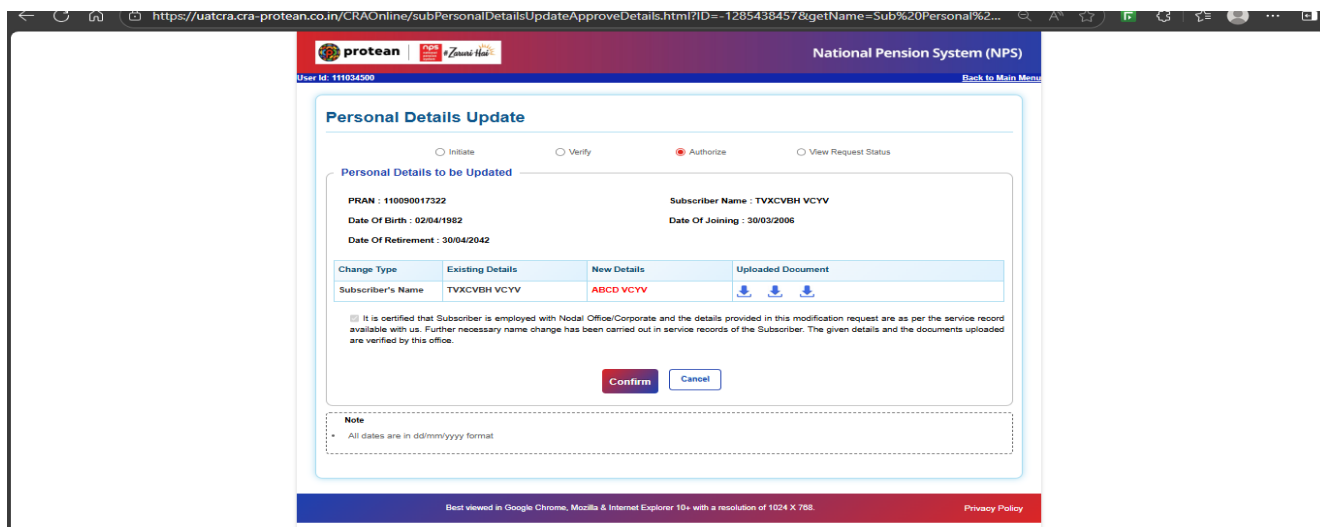 https://uatcra.cra-protean.co.in/CRAOnline/subPersonalDetailsUpdateApproveDetails.html?ID=-1285438457&getName=Sub%20Personal%2...
protean nps #Zaruri Hai National Pension System (NPS)
User Id: 111034500 Back to Main Menu
Personal Details Update
Initiate Verify Authorize View Request Status
Personal Details to be Updated
PRAN : 110090017322 Subscriber Name : TVXCVBH VCYV
Date Of Birth : 02/04/1982 Date Of Joining : 30/03/2006
Date Of Retirement : 30/04/2042
Change Type Existing Details New Details Uploaded Document
Subscriber's Name TVXCVBH VCYV ABCD VCYV
It is certified that Subscriber is employed with Nodal Office/Corporate and the details provided in this modification request are as per the service record
available with us. Further necessary name change has been carried out in service records of the Subscriber. The given details and the documents uploaded
are verified by this office.
Confirm Cancel
Note
• All dates are in dd/mm/yyyy format
Best viewed in Google Chrome, Mozilla & Internet Explorer 10+ with a resolution of 1024 X 768. Privacy Policy